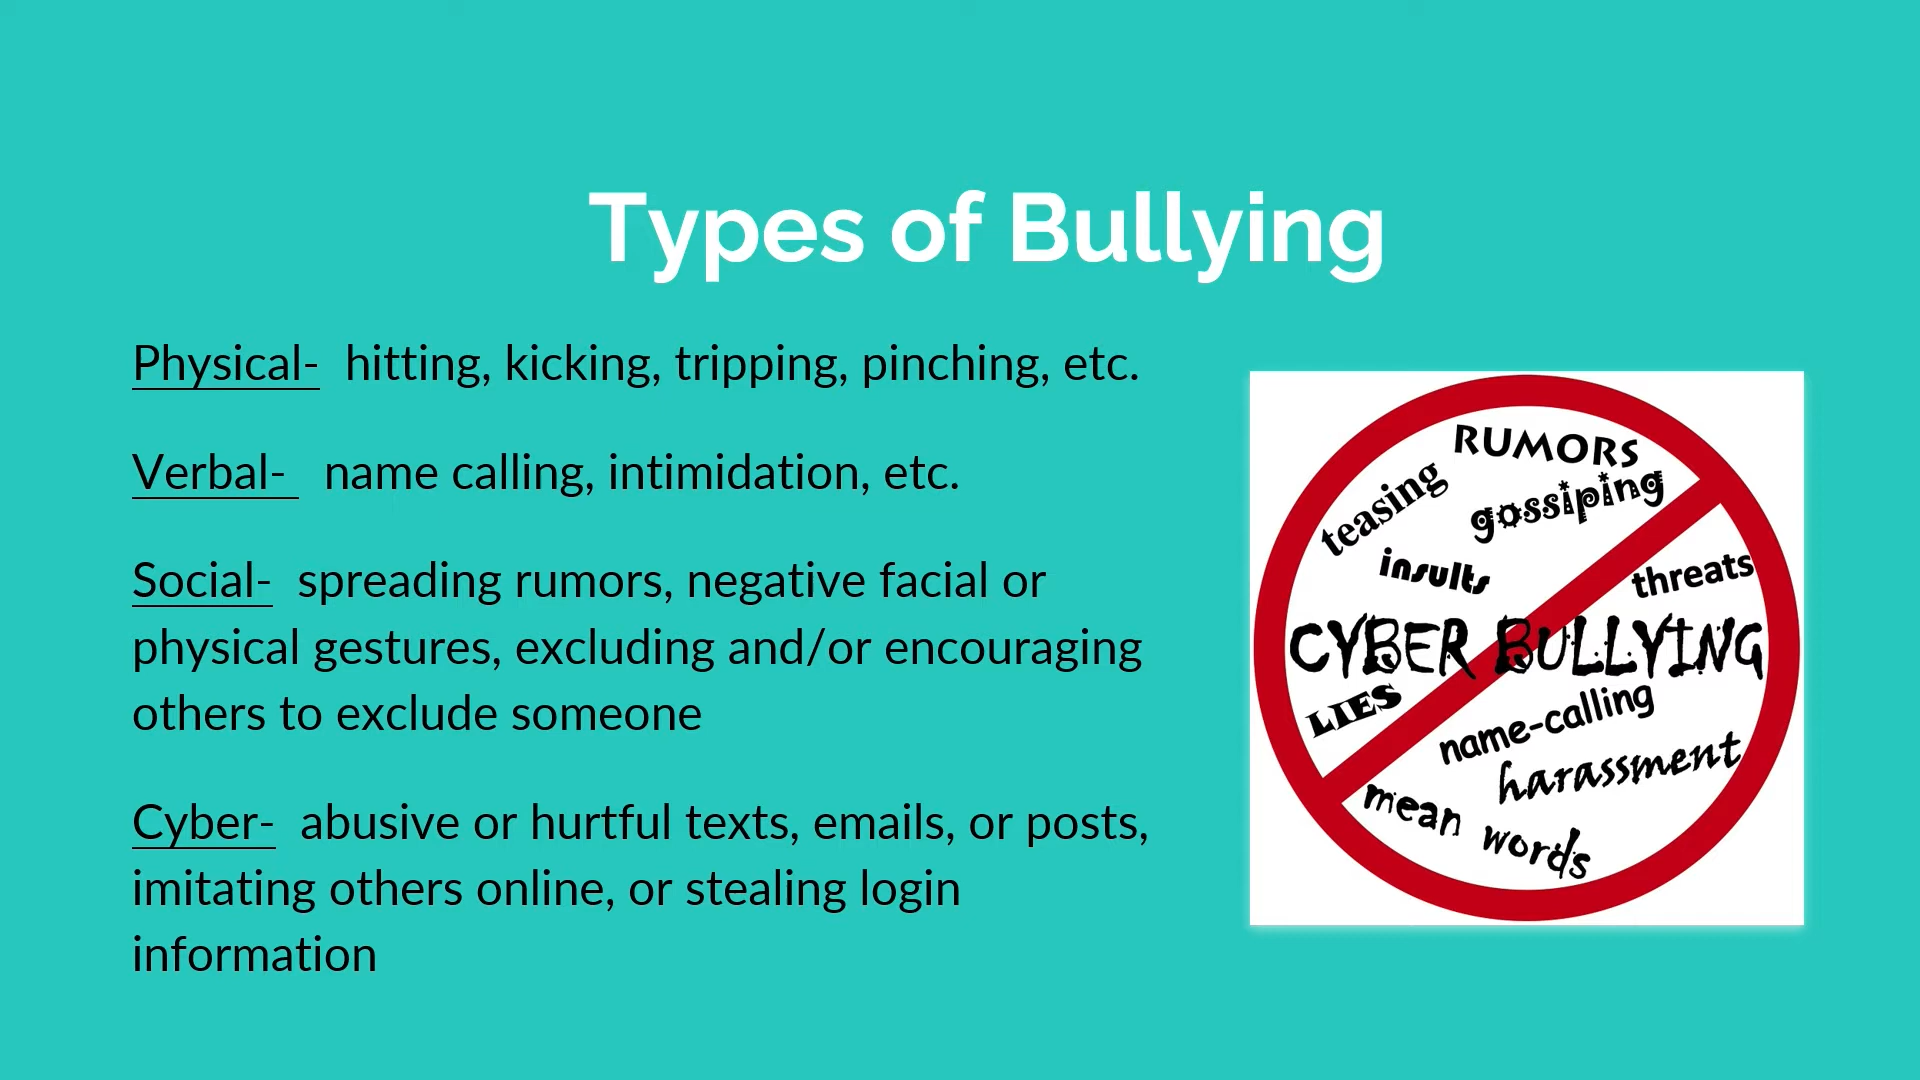 Types of Bullying
Physical-  hitting, kicking, tripping, pinching, etc.
Verbal-  name calling, intimidation, etc.
Social-  spreading rumors, negative facial or
physical gestures, excluding and/or encouraging
others to exclude someone
Cyber-  abusive or hurtful texts, emails, or posts,
imitating others online, or stealing login
information
RUMORS
teasing
gossiping
insults
threats
CYBER BULLYING
LIES
name-calling
harassment
mean words